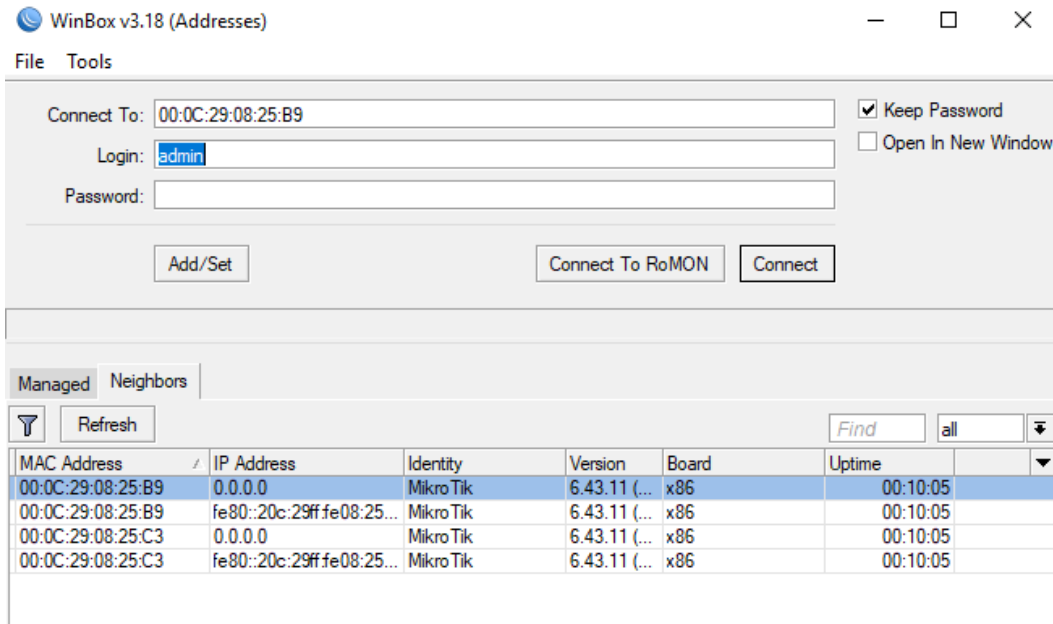 WinBox v3.18 (Addresses)
File Tools
Connect To: 00:0C:29:08:25:B9
Keep Password
Login: admin
Open In New Window
Password:
Add/Set Connect To RoMON Connect
Managed Neighbors
Refresh Find all
MAC Address IP Address Identity Version Board Uptime
00:0C:29:08:25:B9 0.0.0.0 MikroTik 6.43.11 (... x86 00:10:05
00:0C:29:08:25:B9 fe80::20c:29ff:fe08:25... MikroTik 6.43.11 (... x86 00:10:05
00:0C:29:08:25:C3 0.0.0.0 MikroTik 6.43.11 (... x86 00:10:05
00:0C:29:08:25:C3 fe80::20c:29ff:fe08:25... MikroTik 6.43.11 (... x86 00:10:05